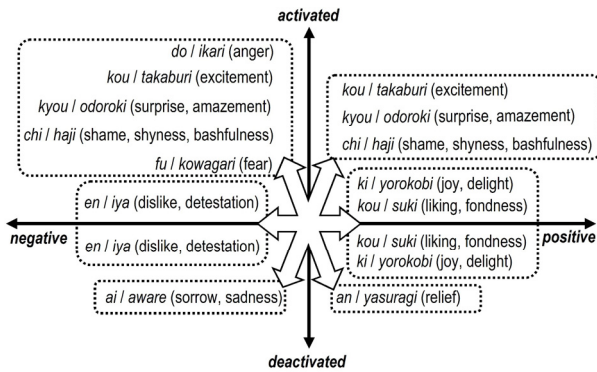 activated
do / ikari (anger)
kou / takaburi (excitement)
kyou / odoroki (surprise, amazement)
chi / haji (shame, shyness, bashfulness)
fu / kowagari (fear)
kou / takaburi (excitement)
kyou / odoroki (surprise, amazement)
chi / haji (shame, shyness, bashfulness)
en / iya (dislike, detestation)
ki / yorokobi (joy, delight)
kou / suki (liking, fondness)
negative
positive
en / iya (dislike, detestation)
kou / suki (liking, fondness)
ki / yorokobi (joy, delight)
ai / aware (sorrow, sadness)
an / yasuragi (relief)
deactivated